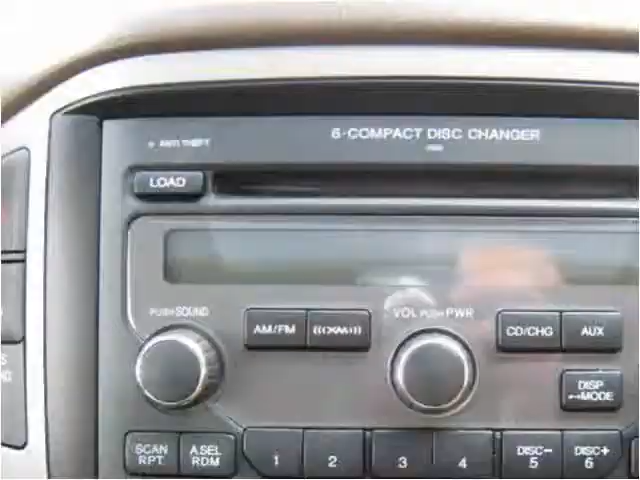 6-COMPACT DISC CHANGER
ANTI THEFT
LOAD
PUSH SOUND
VOL PUSH PWR
AM/FM
CD/CHG
AUX
DISP
MODE
SCAN
RPT
A.SEL
RDM
1
2
3
4
DISC-
5
DISC+
6